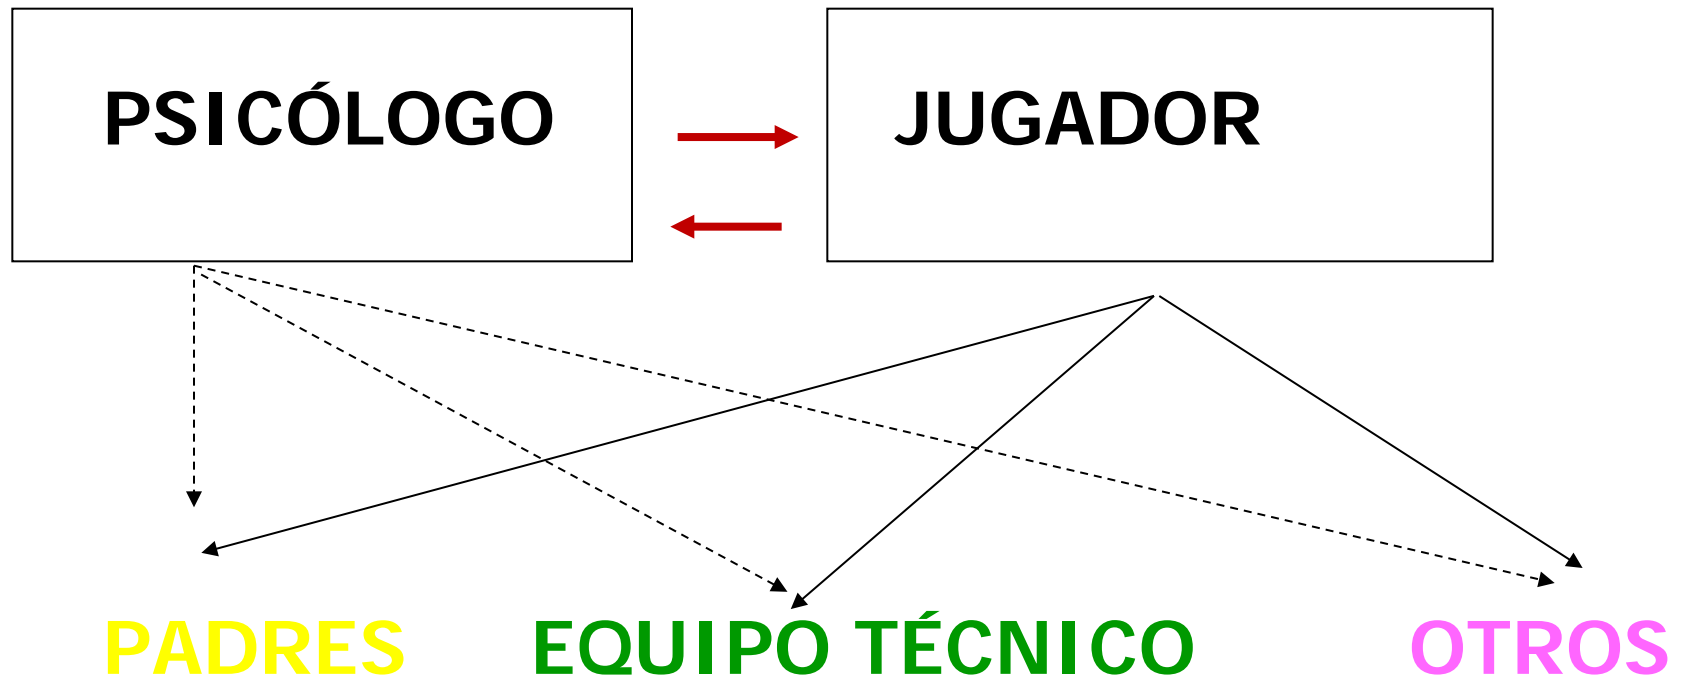 PSICÓLOGO
JUGADOR
PADRES
EQUIPO TÉCNICO
OTROS